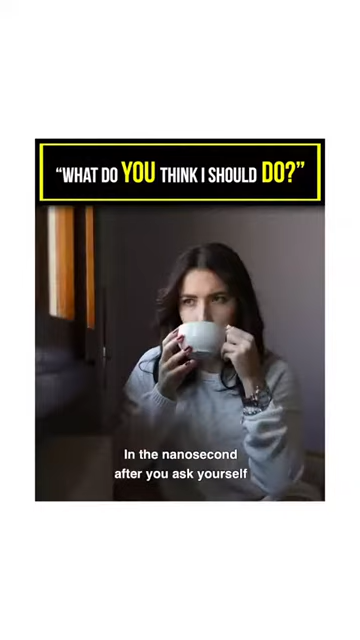 “WHAT DO YOU THINK I SHOULD DO?”
In the nanosecond
after you ask yourself